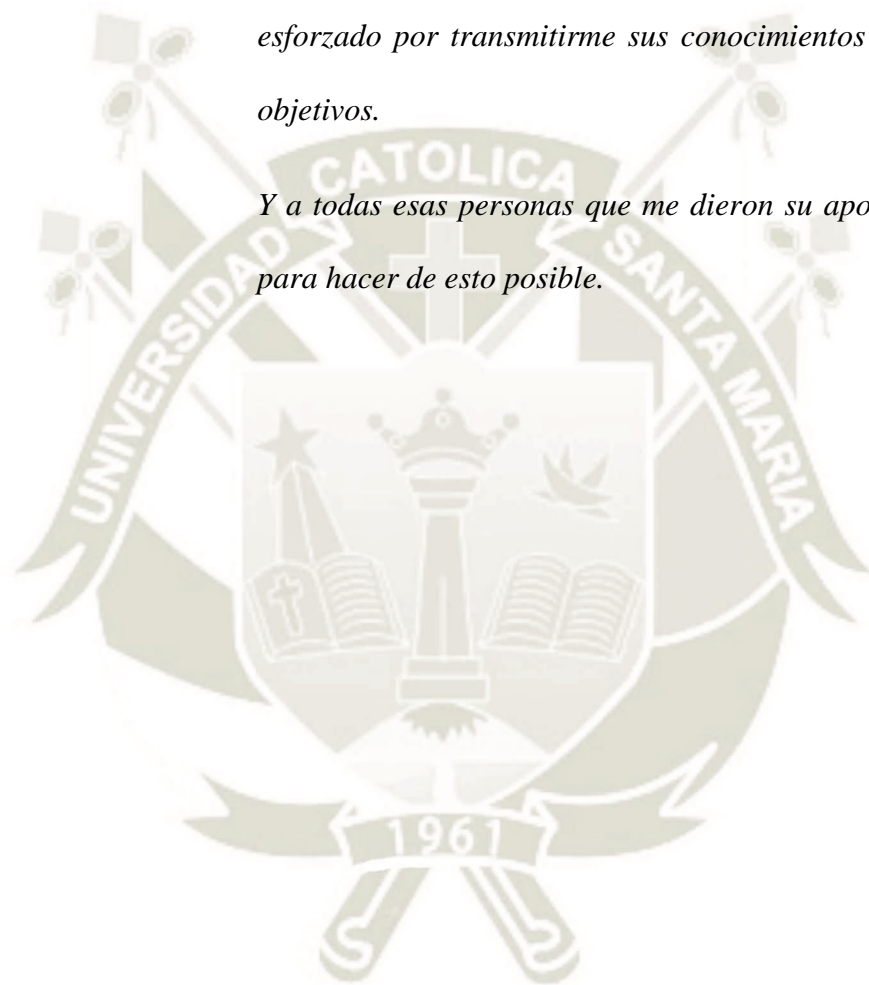 esforzado por transmitirme sus conocimientos
objetivos.
CATOLICA
Y a todas esas personas que me dieron su apo
para hacer de esto posible.
UNIVERSIDAD
SANTA MARIA
1961